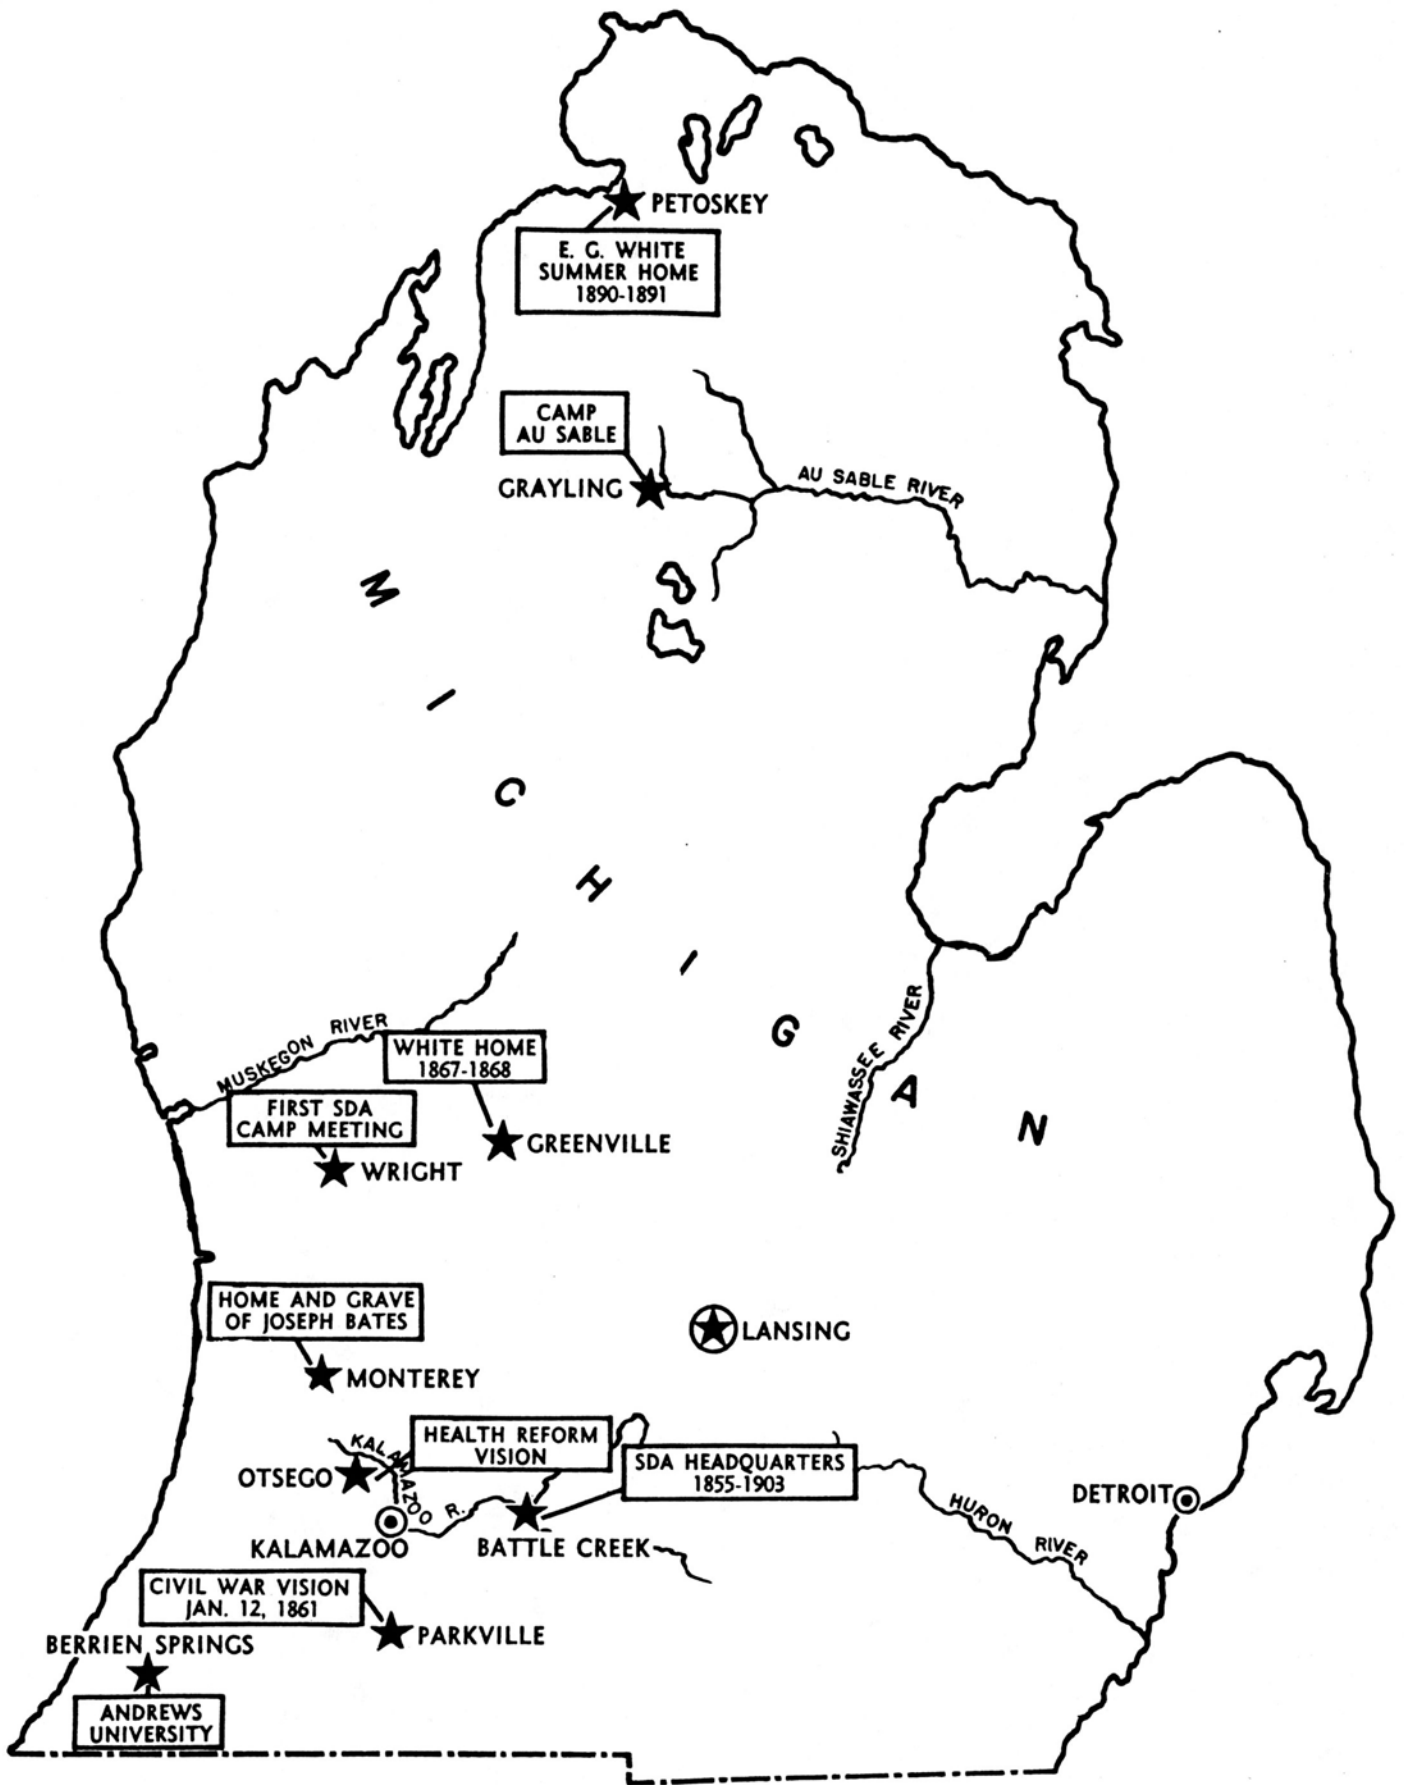 PETOSKEY
E. G. WHITE
SUMMER HOME
1890-1891
CAMP
AU SABLE
GRAYLING
AU SABLE RIVER
MICHIGAN
MUSKEGON RIVER
WHITE HOME
1867-1868
SHIAWASSEE RIVER
FIRST SDA
CAMP MEETING
GREENVILLE
WRIGHT
HOME AND GRAVE
OF JOSEPH BATES
LANSING
MONTEREY
HEALTH REFORM
VISION
KALAMAZOO R.
OTSEGO
SDA HEADQUARTERS
1855-1903
DETROIT
HURON RIVER
KALAMAZOO
BATTLE CREEK
CIVIL WAR VISION
JAN. 12, 1861
PARKVILLE
BERRIEN SPRINGS
ANDREWS
UNIVERSITY